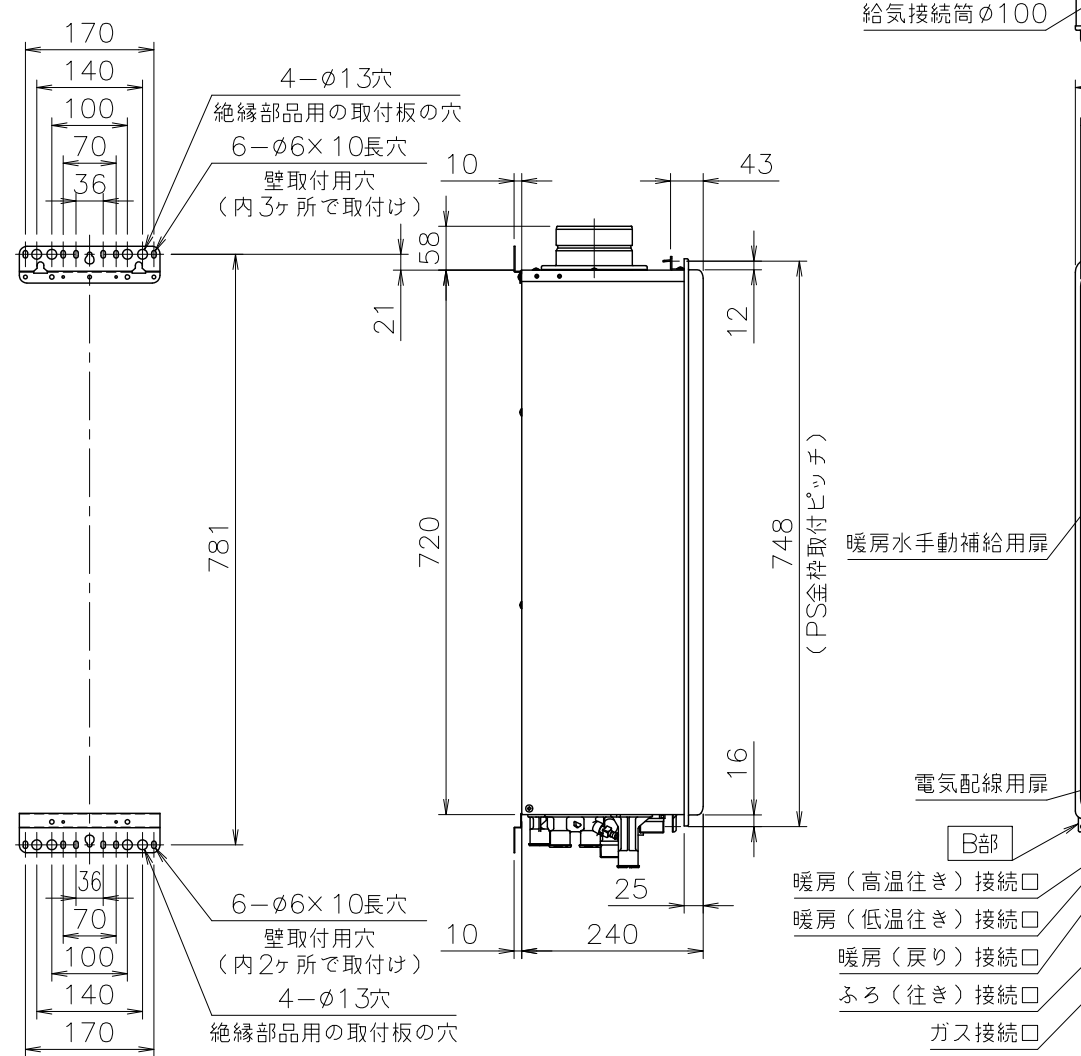 給気接続筒φ100
170
140
100
70
36
4-φ13穴
絶縁部品用の取付板の穴
6-φ6×10長穴
壁取付用穴
（内3ヶ所で取付け）
10
43
58
21
12
781
720
748
（PS金枠取付ピッチ）
暖房水手動補給用扉
16
電気配線用扉
B部
25
10
240
暖房（高温往き）接続口
暖房（低温往き）接続口
暖房（戻り）接続口
ふろ（往き）接続口
ガス接続口
36
70
100
140
170
6-φ6×10長穴
壁取付用穴
（内2ヶ所で取付け）
4-φ13穴
絶縁部品用の取付板の穴